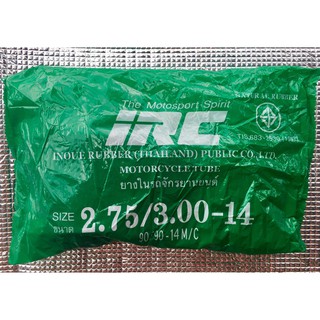 The Motosport Spirit
NATURAL RUBBER
IRC
INOUE RUBBER (THAILAND) PUBLIC CO.,LTD.
MOTORCYCLE TUBE
ยางในรถจักรยานยนต์
SIZE
ขนาด
2.75/3.00-14
90-14 M/C